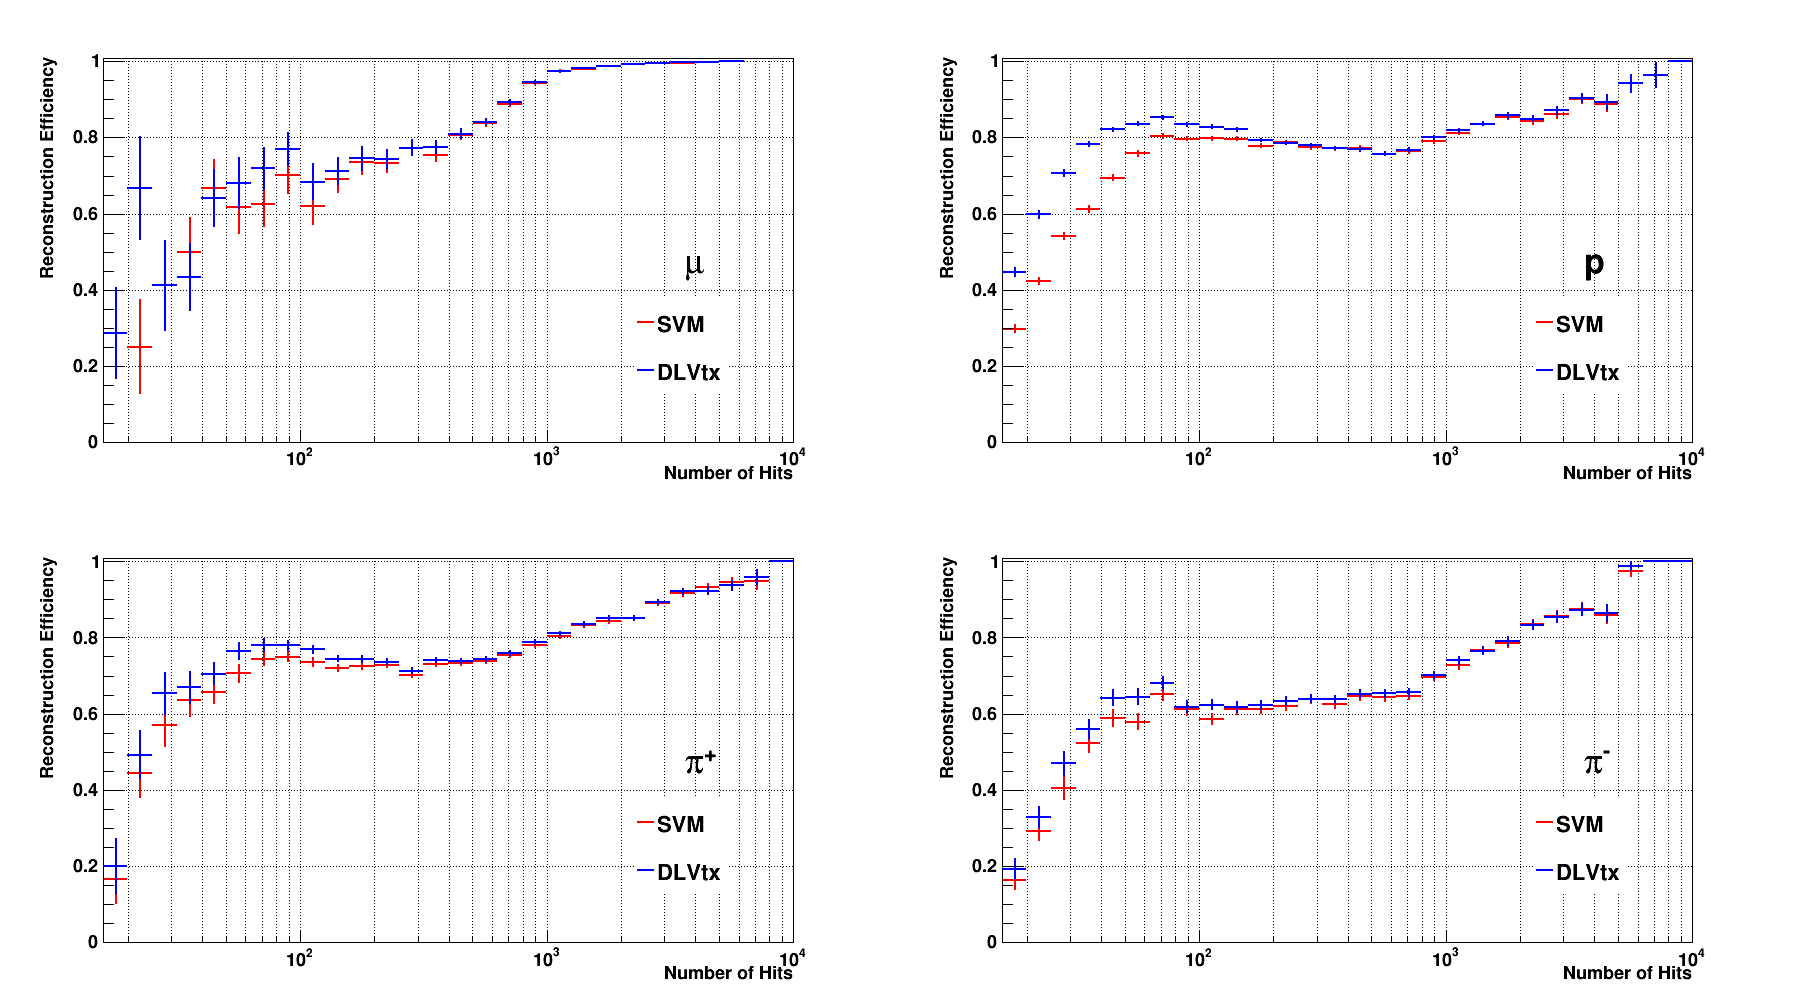 Reconstruction Efficiency
1
0.8
0.6
0.4
0.2
0
μ
SVM
DLVtx
10² 10³ 10⁴
Number of Hits
Reconstruction Efficiency
1
0.8
0.6
0.4
0.2
0
p
SVM
DLVtx
10² 10³ 10⁴
Number of Hits
Reconstruction Efficiency
1
0.8
0.6
0.4
0.2
0
π⁺
SVM
DLVtx
10² 10³ 10⁴
Number of Hits
Reconstruction Efficiency
1
0.8
0.6
0.4
0.2
0
π⁻
SVM
DLVtx
10² 10³ 10⁴
Number of Hits